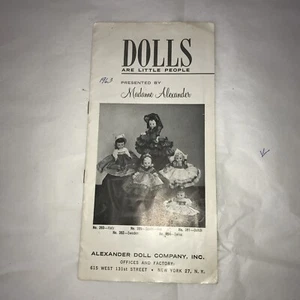 DOLLS
ARE LITTLE PEOPLE
1963
PRESENTED BY
Madame Alexander
ALEXANDER DOLL COMPANY, INC.
OFFICES AND FACTORY:
615 WEST 131st STREET • NEW YORK 27, N. Y.